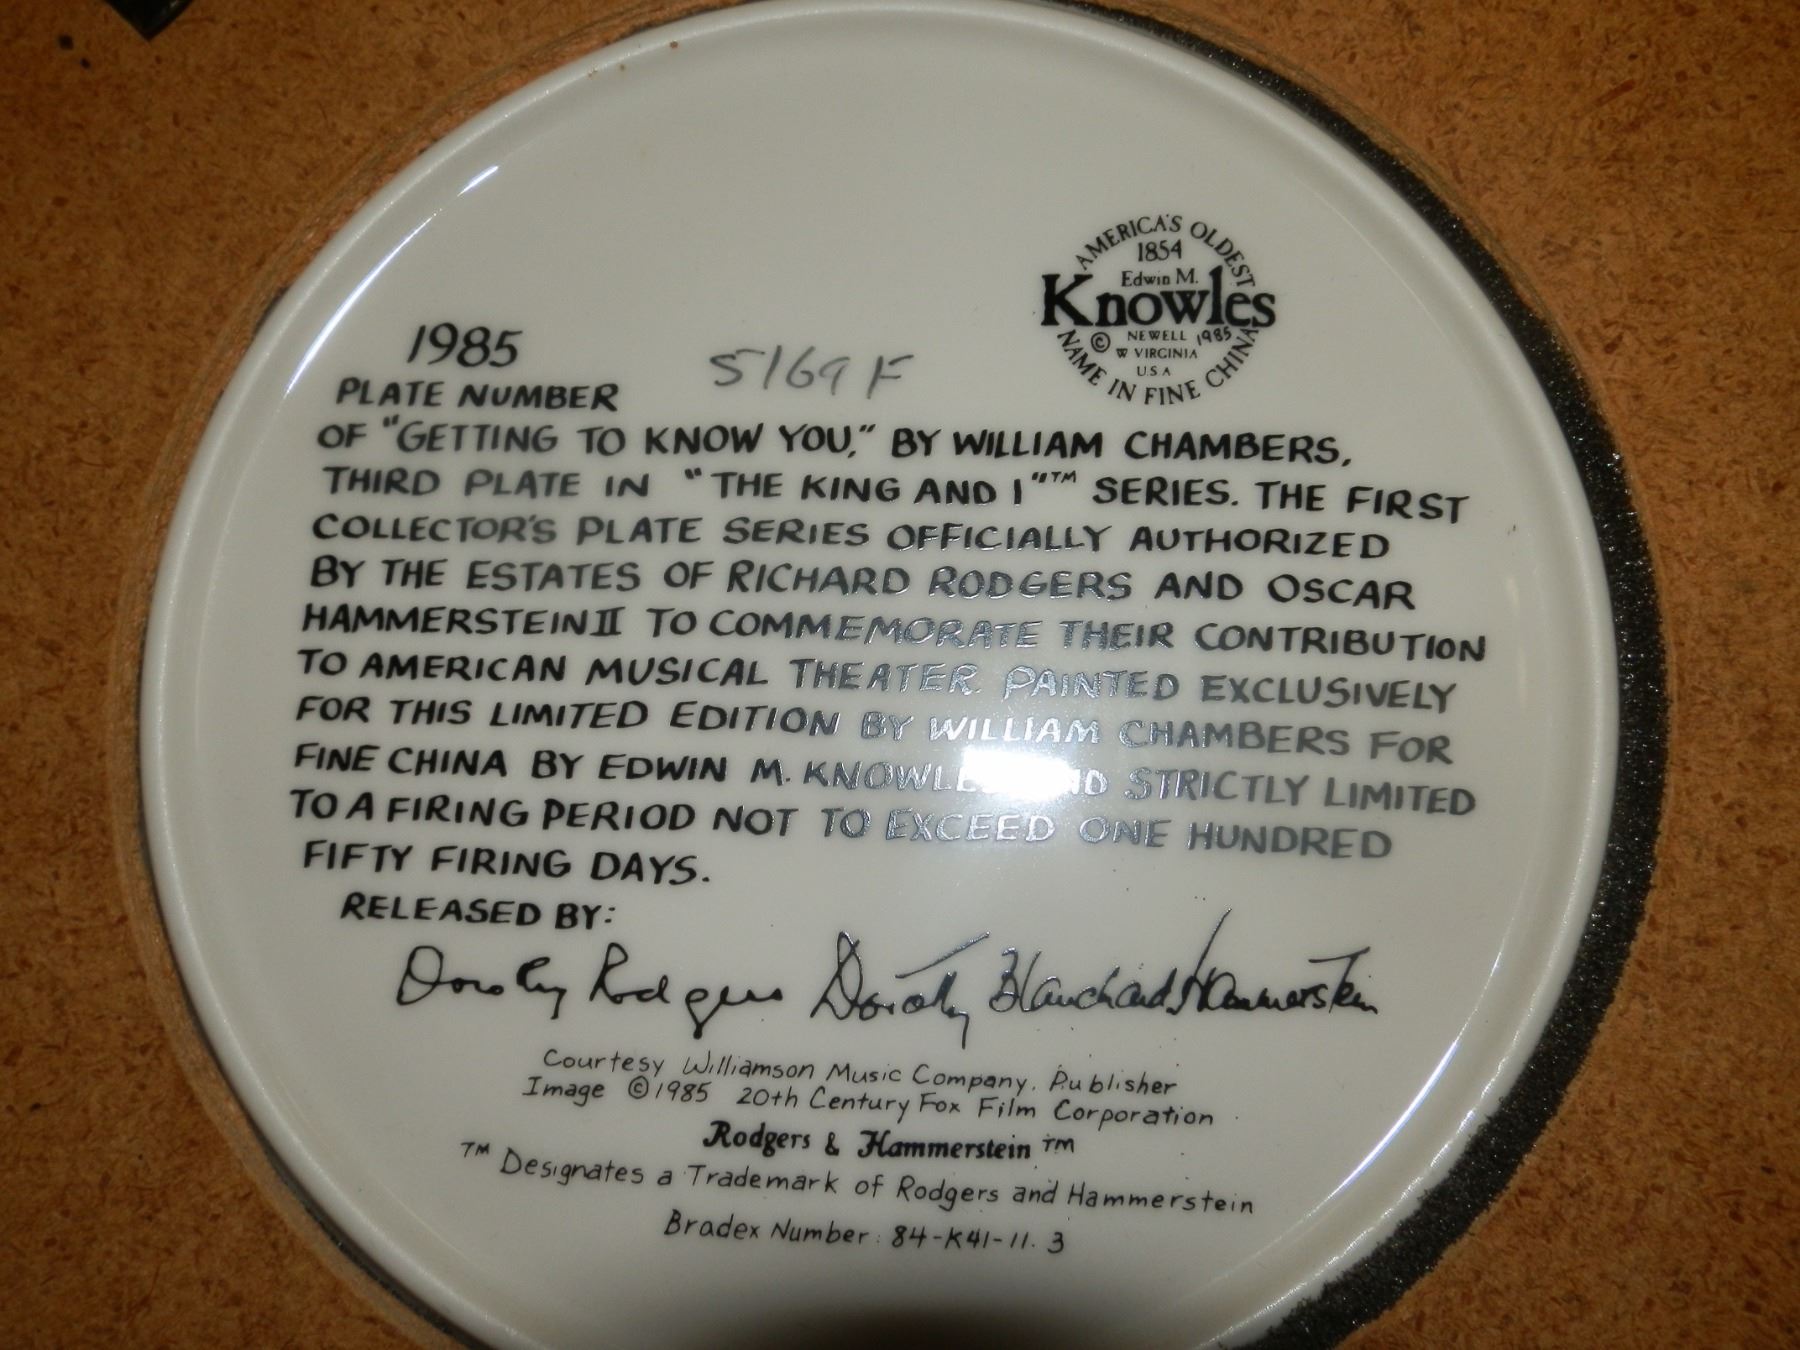 AMERICA'S OLDEST
1854
Edwin M.
Knowles
© NEWELL 1985
W VIRGINIA
USA
NAME IN FINE CHINA
1985
PLATE NUMBER 5169 F
OF "GETTING TO KNOW YOU," BY WILLIAM CHAMBERS,
THIRD PLATE IN "THE KING AND I"™ SERIES. THE FIRST
COLLECTOR'S PLATE SERIES OFFICIALLY AUTHORIZED
BY THE ESTATES OF RICHARD RODGERS AND OSCAR
HAMMERSTEIN II TO COMMEMORATE THEIR CONTRIBUTION
TO AMERICAN MUSICAL THEATER. PAINTED EXCLUSIVELY
FOR THIS LIMITED EDITION BY WILLIAM CHAMBERS FOR
FINE CHINA BY EDWIN M. STRICTLY LIMITED
TO A FIRING PERIOD NOT TO EXCEED ONE HUNDRED
FIFTY FIRING DAYS.
RELEASED BY:
Dorothy Rodgers Dorothy Blanchard Hammerstein
Courtesy Williamson Music Company, Publisher
Image ©1985 20th Century Fox Film Corporation
Rodgers & Hammerstein™
™ Designates a Trademark of Rodgers and Hammerstein
Bradex Number: 84-K41-11.3